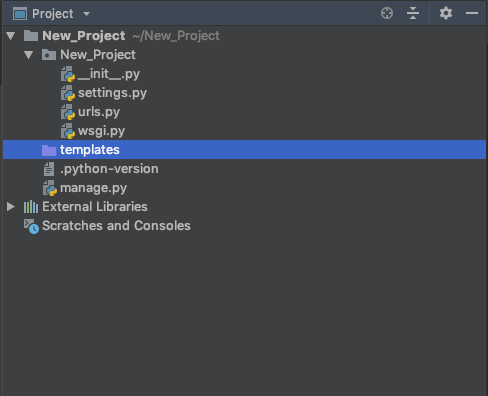 Project
New_Project ~/New_Project
New_Project
__init__.py
settings.py
urls.py
wsgi.py
templates
.python-version
manage.py
External Libraries
Scratches and Consoles